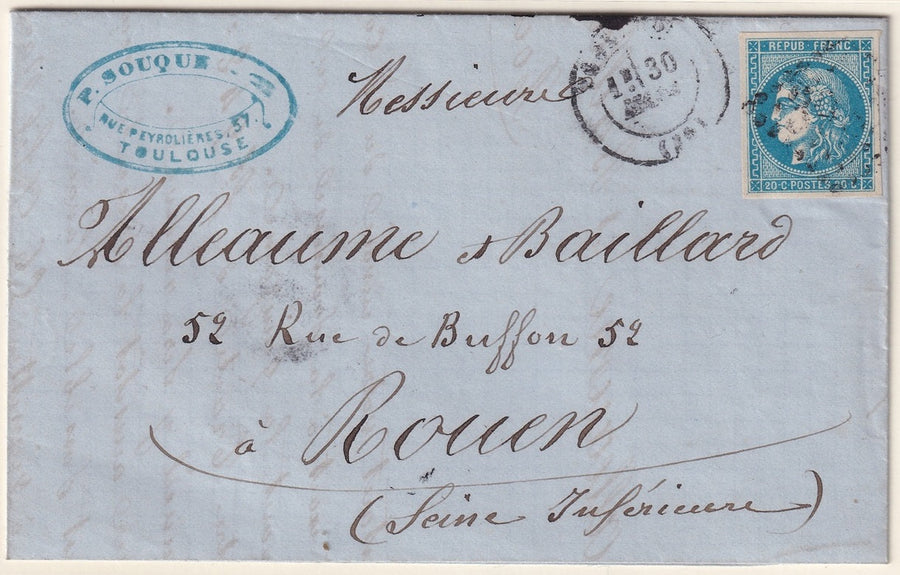 P. SOUQUE
RUE PEYROLIÈRES, 57.
TOULOUSE
Messieurs
30
REPUB. FRANC
20·C POSTES 20·C
Alleaume & Baillard
52 Rue de Buffon 52
à Rouen
(Seine Inférieure)